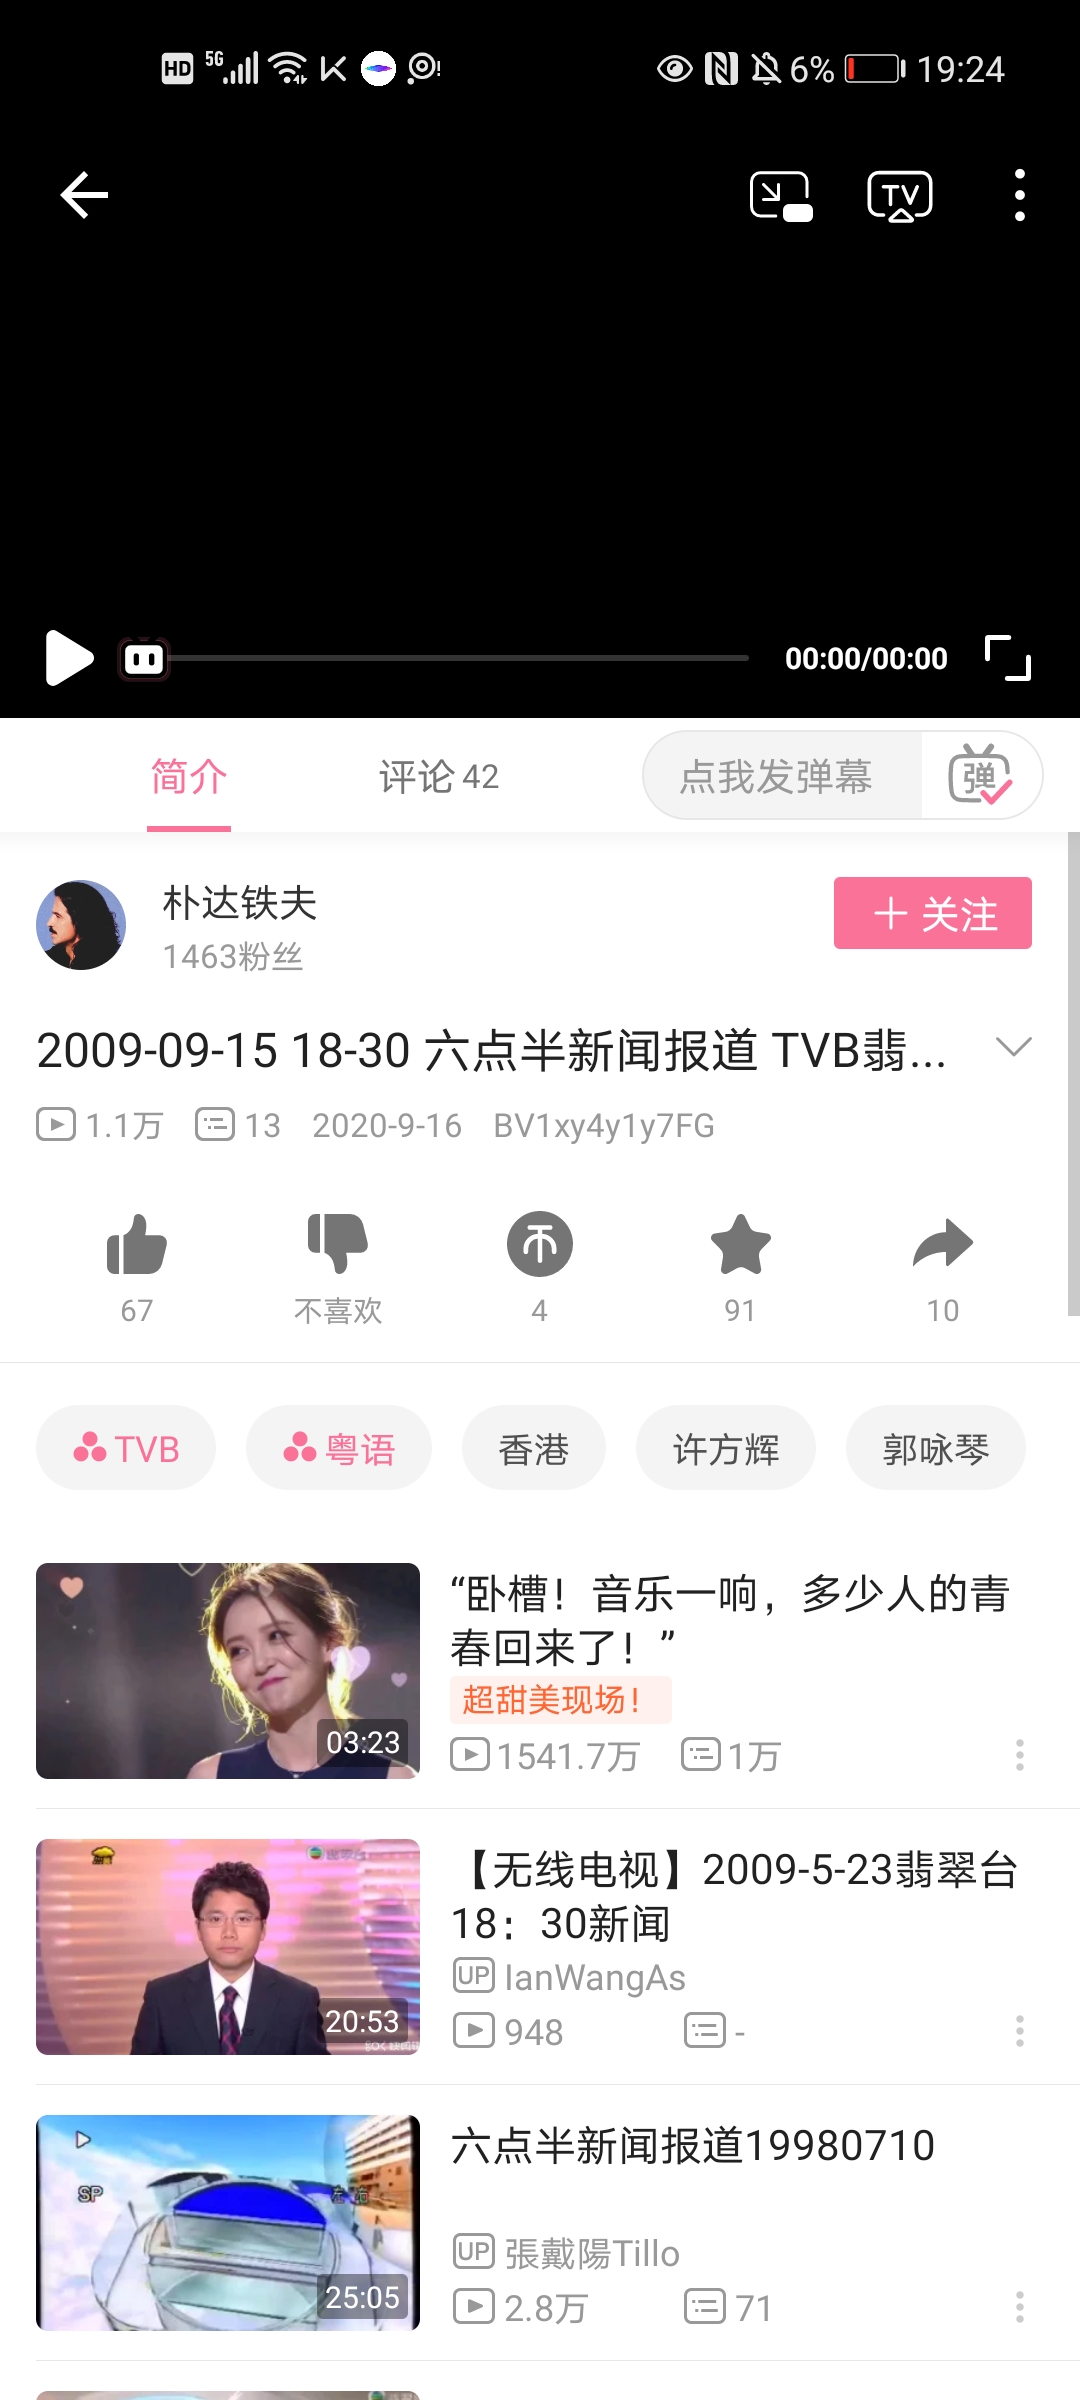 HD 5G 6% 19:24
TV
00:00/00:00
简介 评论 42 点我发弹幕 弹
朴达铁夫
1463粉丝
+ 关注
2009-09-15 18-30 六点半新闻报道 TVB翡...
1.1万 13 2020-9-16 BV1xy4y1y7FG
67 不喜欢 4 91 10
TVB 粤语 香港 许方辉 郭咏琴
“卧槽！音乐一响，多少人的青
春回来了！”
超甜美现场！
03:23
1541.7万 1万
【无线电视】2009-5-23翡翠台
18：30新闻
UP IanWangAs
20:53
948 -
六点半新闻报道19980710
SP
UP 張戴陽Tillo
25:05
2.8万 71